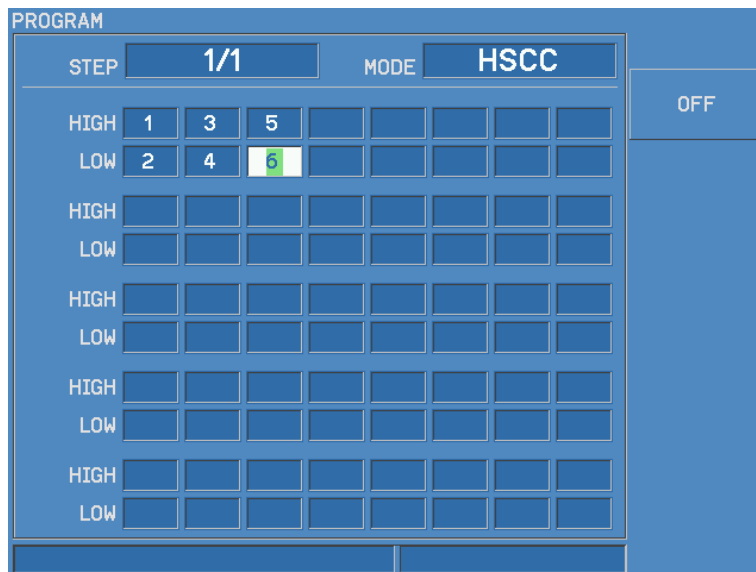 PROGRAM
STEP 1/1 MODE HSCC
OFF
HIGH 1 3 5
LOW 2 4 6
HIGH
LOW
HIGH
LOW
HIGH
LOW
HIGH
LOW